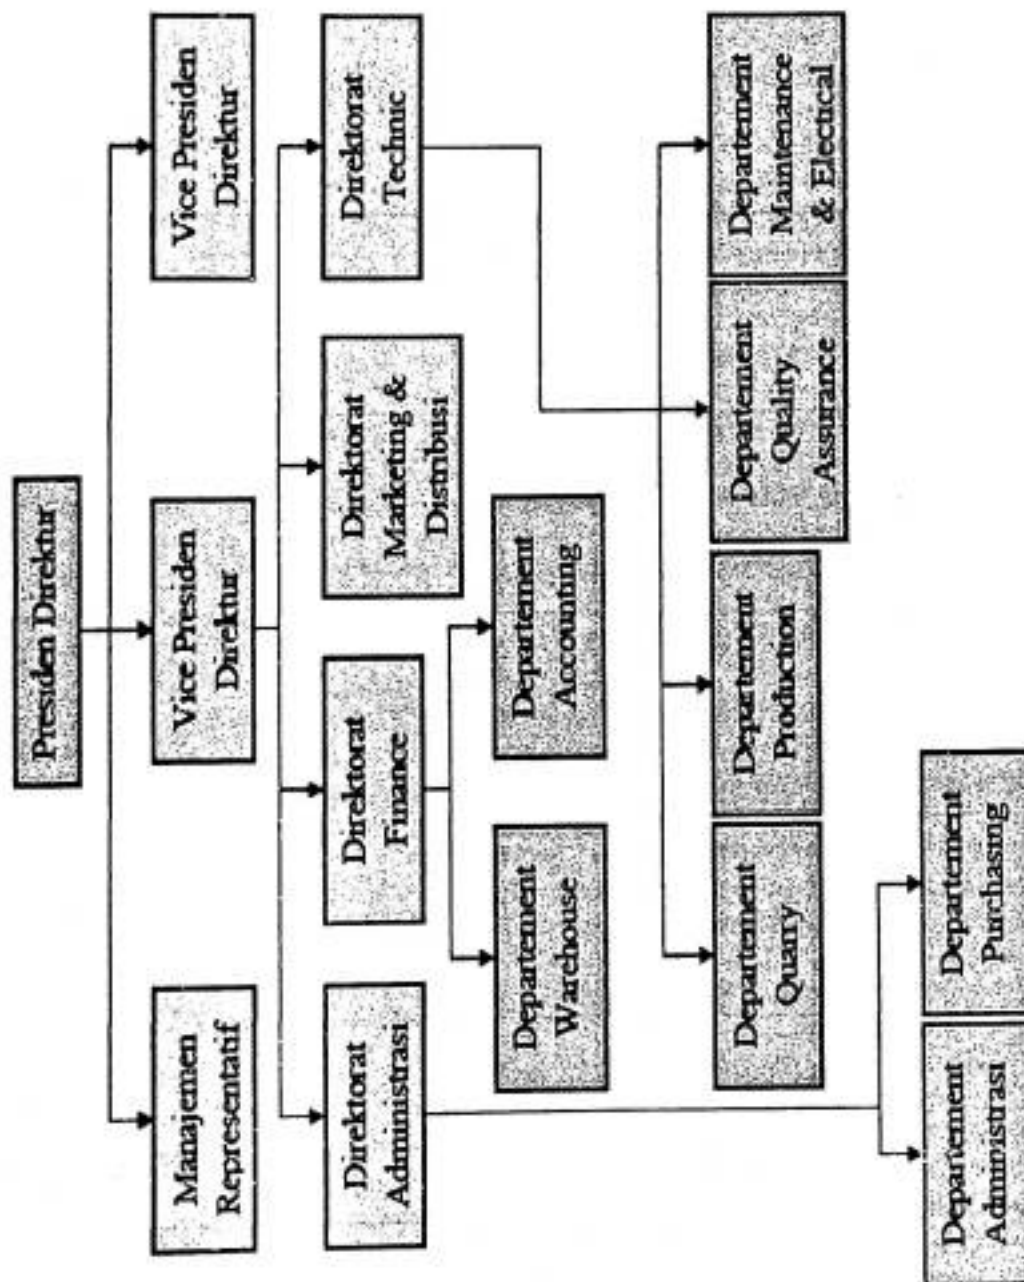 Presiden Direktur
Manajemen
Representatif
Vice Presiden
Direktur
Vice Presiden
Direktur
Direktorat
Administrasi
Direktorat
Finance
Direktorat
Marketing &
Distribusi
Direktorat
Technic
Departement
Warehouse
Departement
Accounting
Departement
Quarry
Departement
Production
Departement
Quality
Assurance
Departement
Maintenance
& Electical
Departement
Administrasi
Departement
Purchasing